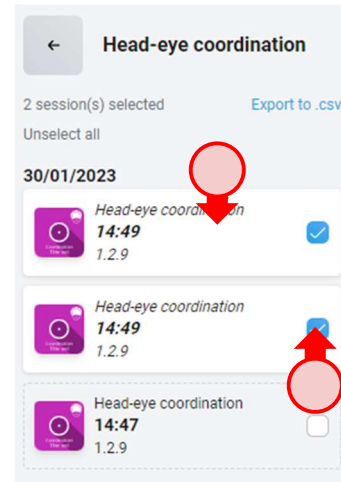 ← Head-eye coordination
2 session(s) selected Export to .csv
Unselect all
30/01/2023
Head-eye coordination
14:49
1.2.9
Head-eye coordination
14:49
1.2.9
Head-eye coordination
14:47
1.2.9